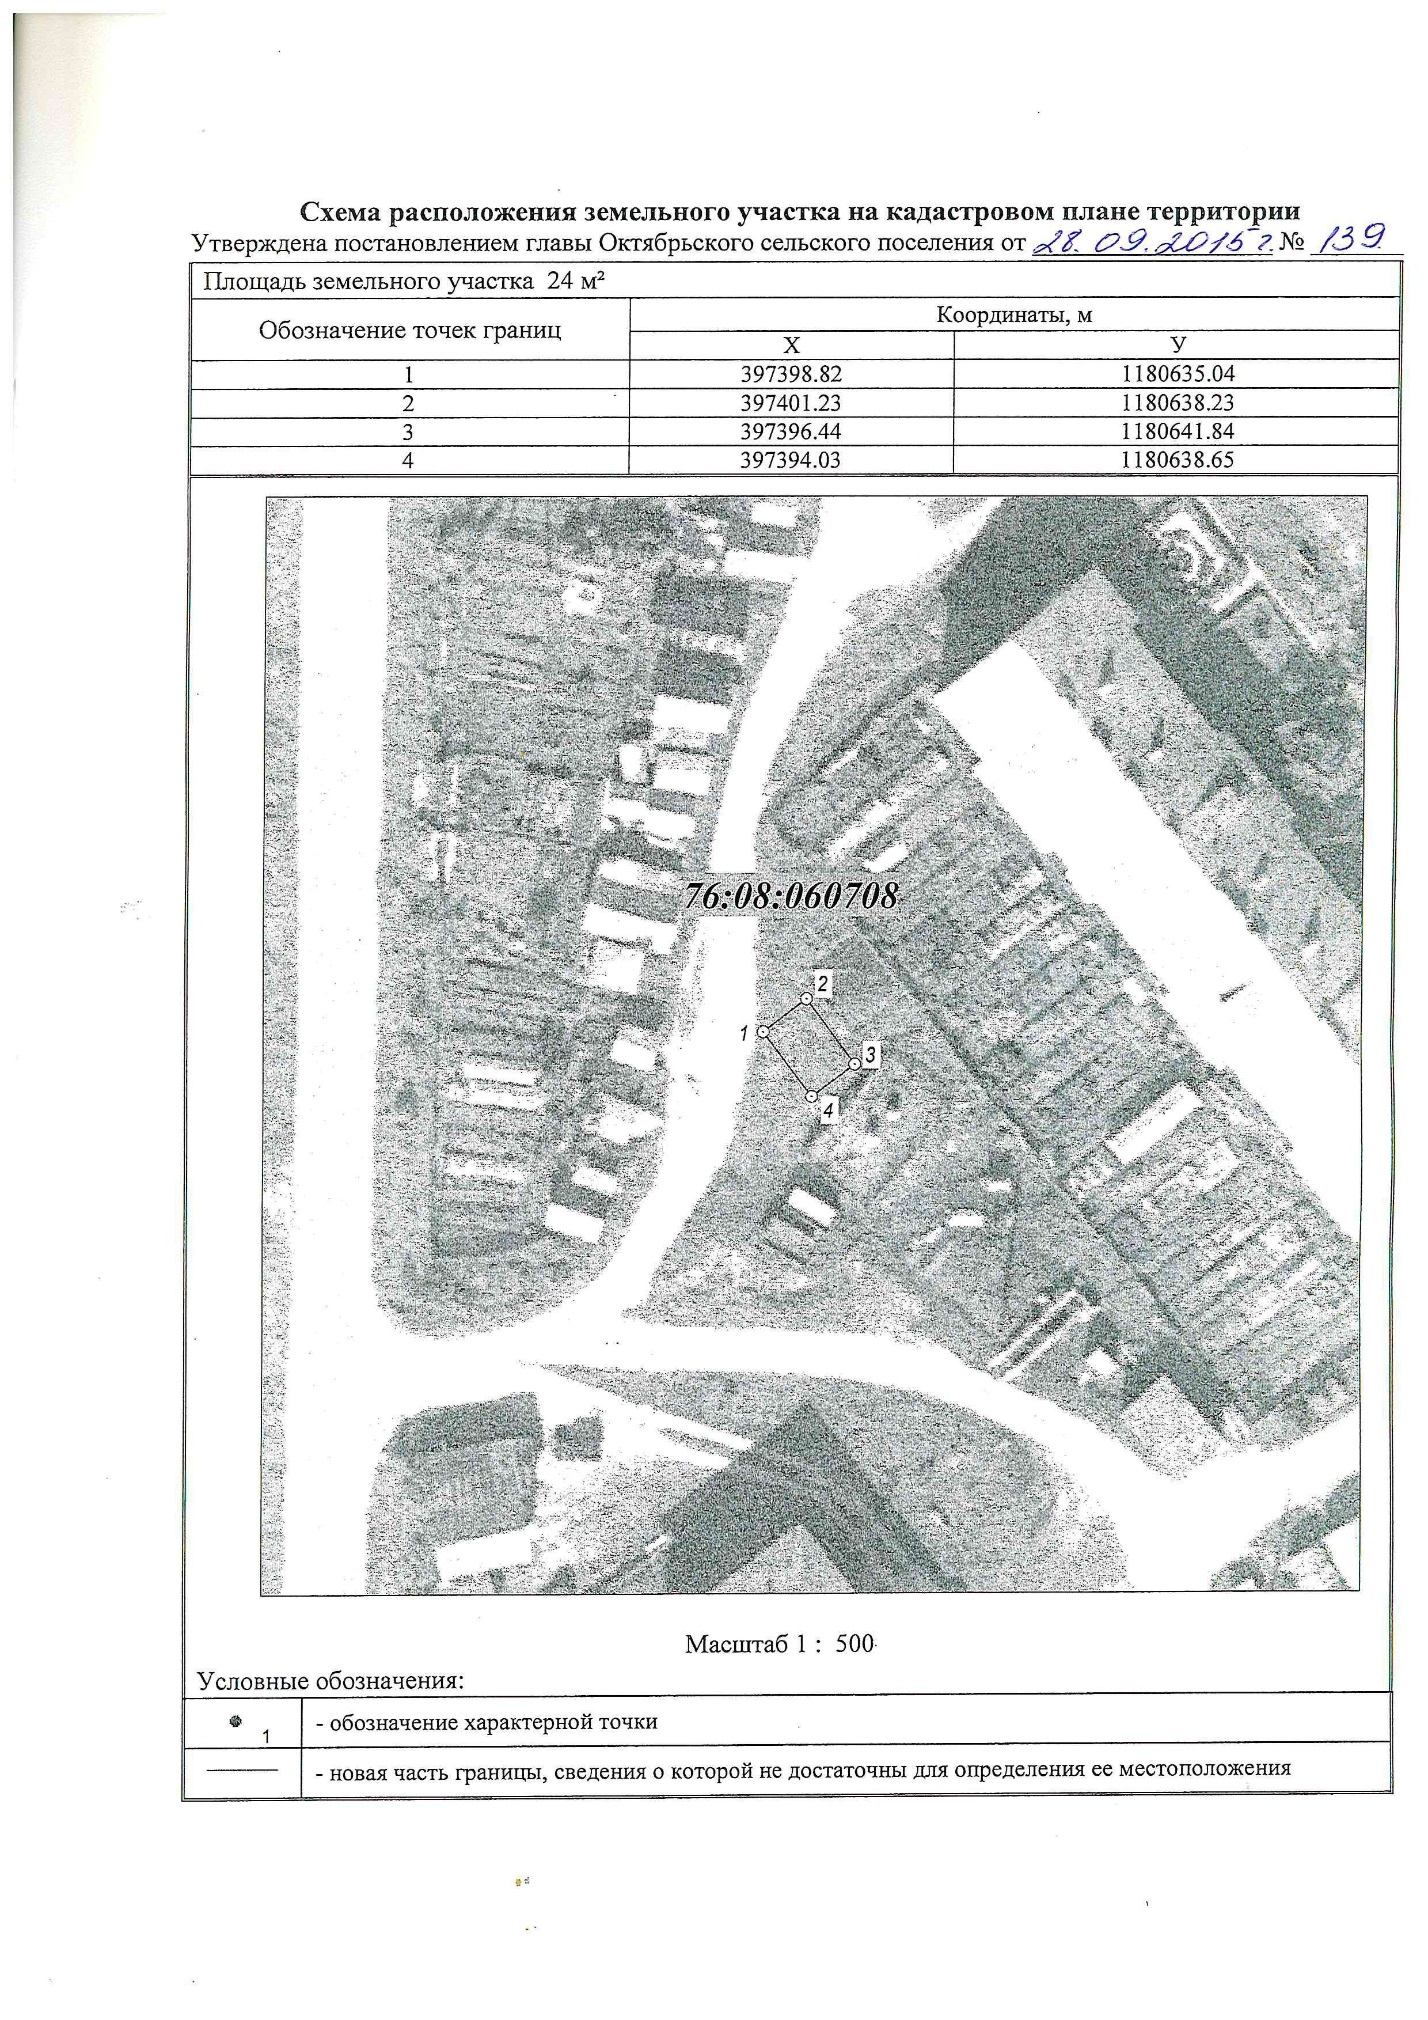 Схема расположения земельного участка на кадастровом плане территории
Утверждена постановлением главы Октябрьского сельского поселения от 28.09.2015 г. № 139.
Площадь земельного участка 24 м²
Обозначение точек границ Координаты, м
Х У
1 397398.82 1180635.04
2 397401.23 1180638.23
3 397396.44 1180641.84
4 397394.03 1180638.65
76:08:060708
2
1
3
4
Масштаб 1 : 500
Условные обозначения:
1 - обозначение характерной точки
- новая часть границы, сведения о которой не достаточны для определения ее местоположения